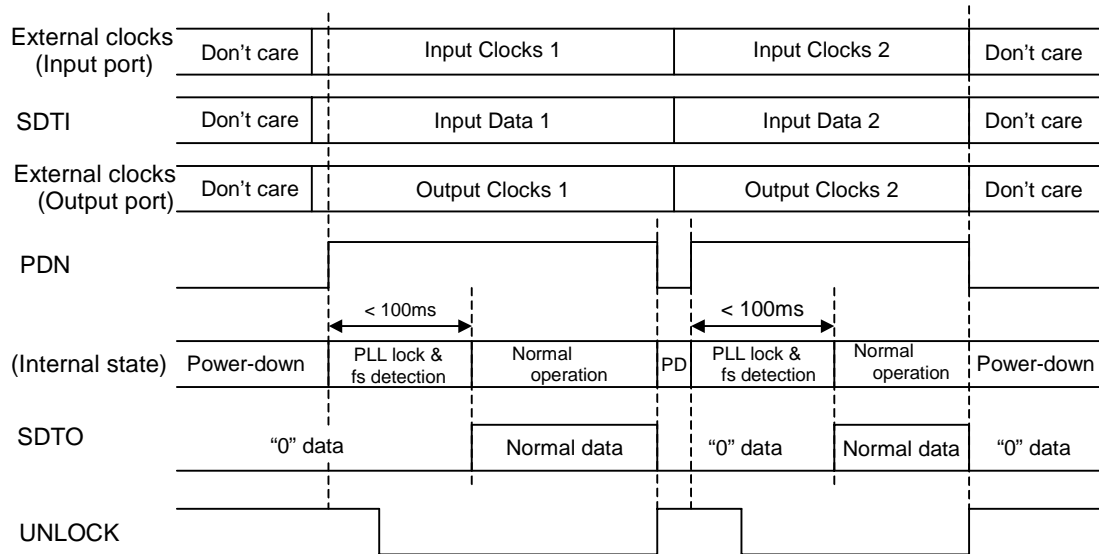 External clocks
(Input port)
Don’t care
Input Clocks 1
Input Clocks 2
Don’t care
SDTI
Don’t care
Input Data 1
Input Data 2
Don’t care
External clocks
(Output port)
Don’t care
Output Clocks 1
Output Clocks 2
Don’t care
PDN
< 100ms
< 100ms
(Internal state)
Power-down
PLL lock &
fs detection
Normal
operation
PD
PLL lock &
fs detection
Normal
operation
Power-down
SDTO
“0” data
Normal data
“0” data
Normal data
“0” data
UNLOCK